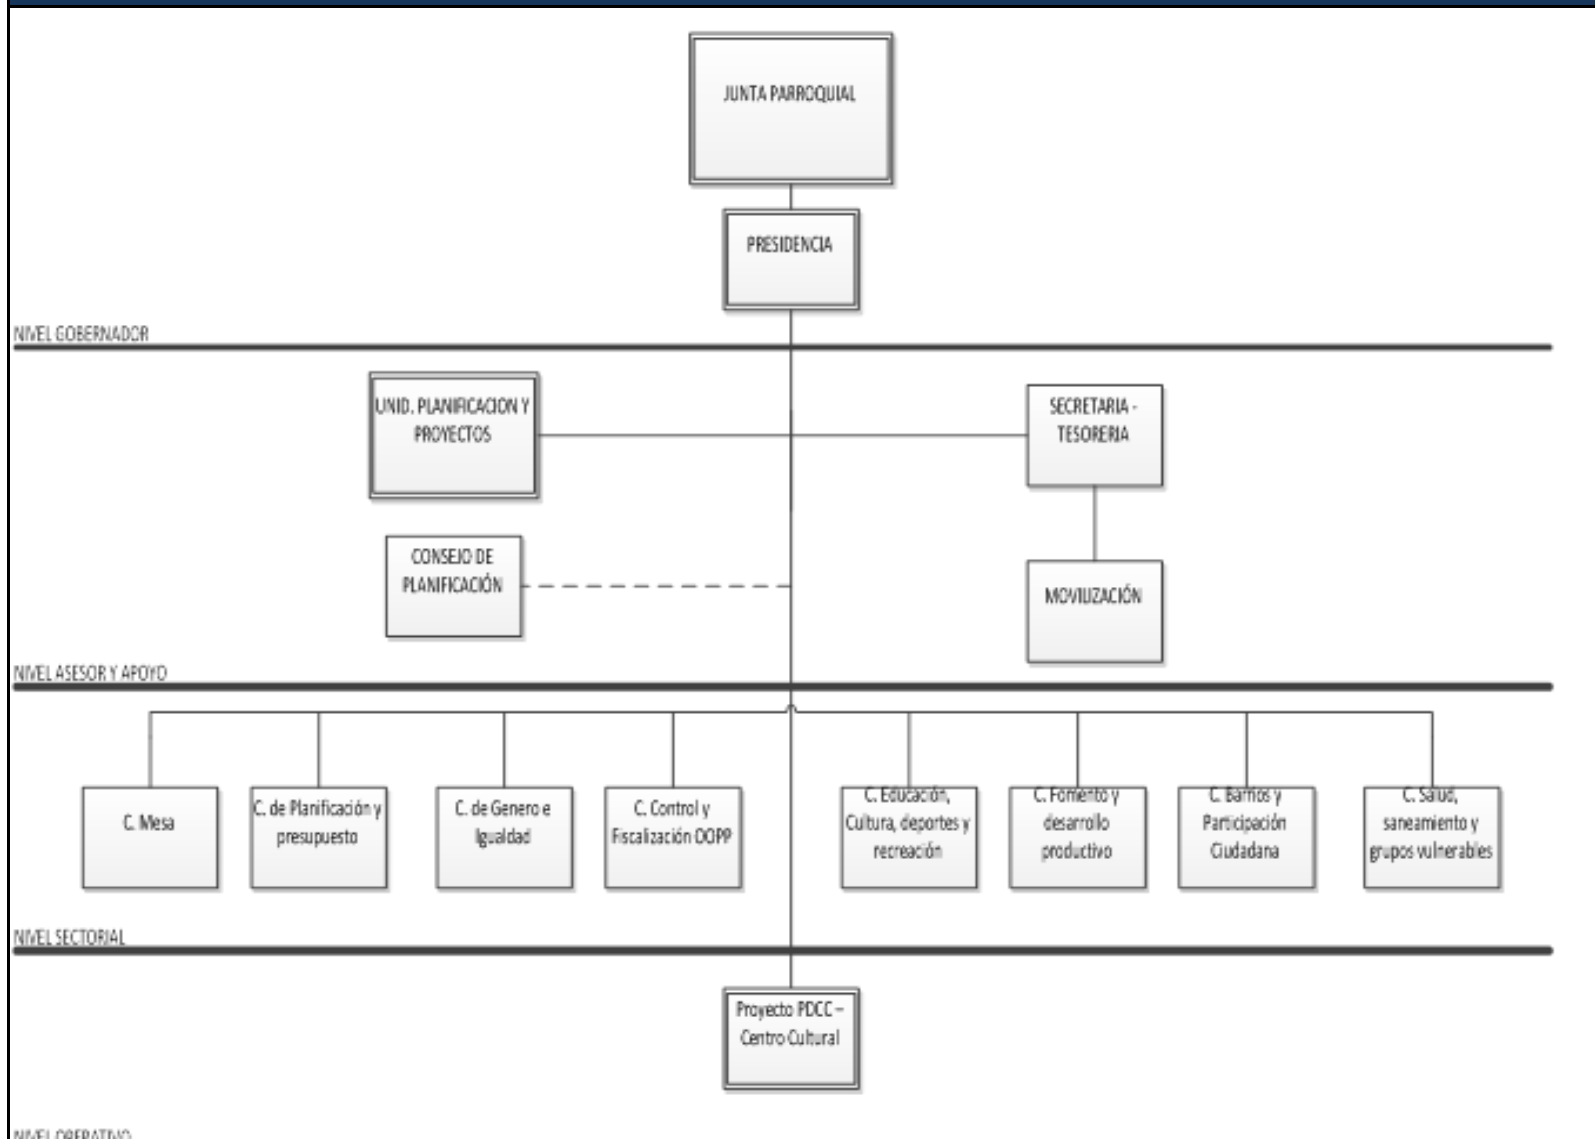 JUNTA PARROQUIAL
PRESIDENCIA
NIVEL GOBERNADOR
UNID. PLANIFICACION Y
PROYECTOS
SECRETARIA -
TESORERIA
CONSEJO DE
PLANIFICACIÓN
MOVILIZACIÓN
NIVEL ASESOR Y APOYO
C. Mesa
C. de Planificación y
presupuesto
C. de Genero e
Igualdad
C. Control y
Fiscalización OOPP
C. Educación,
Cultura, deportes y
recreación
C. Fomento y
desarrollo
productivo
C. Barrios y
Participación
Ciudadana
C. Salud,
saneamiento y
grupos vulnerables
NIVEL SECTORIAL
Proyecto PDCC –
Centro Cultural
NIVEL OPERATIVO